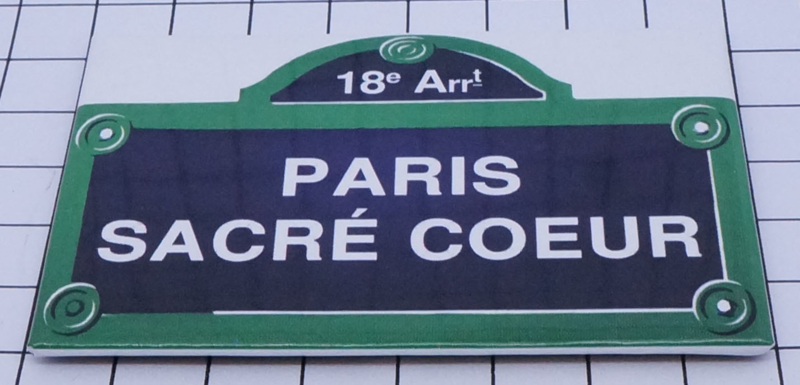 18ᵉ Arrᵗ
PARIS
SACRÉ COEUR